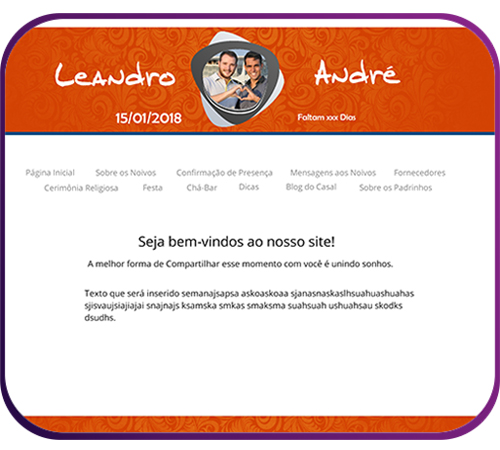 Leandro André
15/01/2018 Faltam xxx Dias
Página Inicial Sobre os Noivos Confirmação de Presença Mensagens aos Noivos Fornecedores
Cerimônia Religiosa Festa Chá-Bar Dicas Blog do Casal Sobre os Padrinhos
Seja bem-vindos ao nosso site!
A melhor forma de Compartilhar esse momento com você é unindo sonhos.
Texto que será inserido semanajsapsa askoaskoaa sjanasnaskaslhsuahuashuahas
sjisvaujsiajiajai snajnajs ksamska smkas smaksma suahsuah ushuahsau skodks
dsudhs.